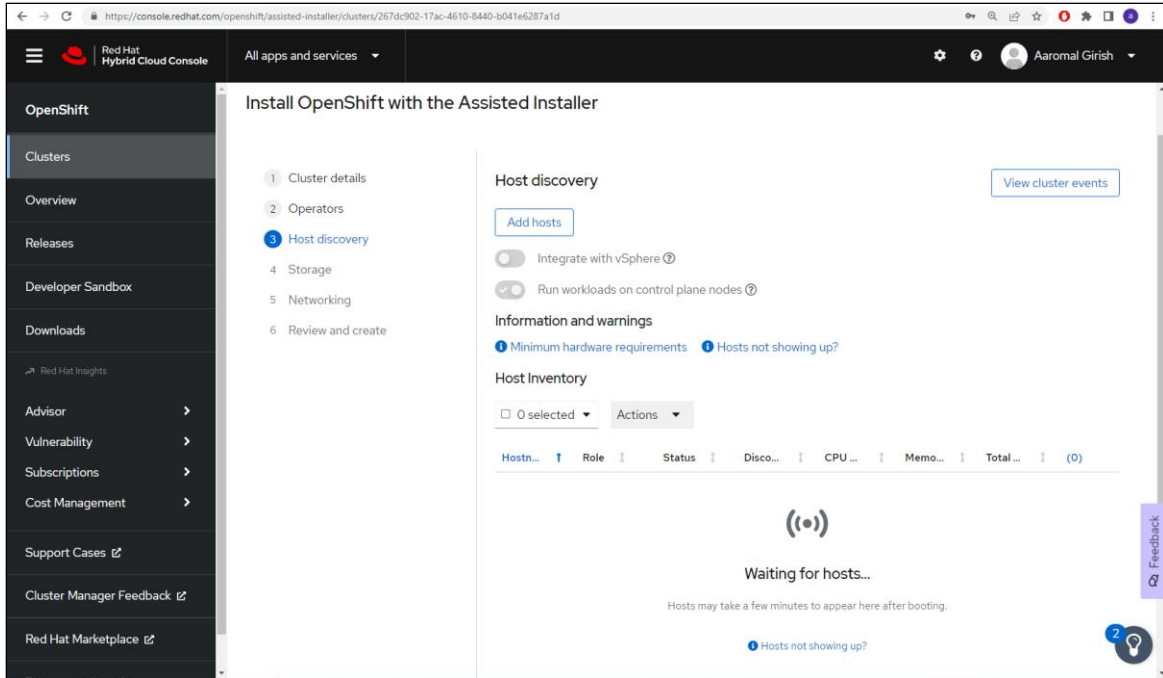 https://console.redhat.com/openshift/assisted-installer/clusters/267dc902-17ac-4610-8440-b041e6287a1d
a
Red Hat
Hybrid Cloud Console
All apps and services
Aaromal Girish
OpenShift
Clusters
Overview
Releases
Developer Sandbox
Downloads
Red Hat Insights
Advisor
Vulnerability
Subscriptions
Cost Management
Support Cases
Cluster Manager Feedback
Red Hat Marketplace
Install OpenShift with the Assisted Installer
1 Cluster details
2 Operators
3 Host discovery
4 Storage
5 Networking
6 Review and create
Host discovery
View cluster events
Add hosts
Integrate with vSphere
Run workloads on control plane nodes
Information and warnings
Minimum hardware requirements Hosts not showing up?
Host Inventory
0 selected Actions
Hostn... Role Status Disco... CPU ... Memo... Total ... (0)
Waiting for hosts...
Hosts may take a few minutes to appear here after booting.
Hosts not showing up?
Feedback
2